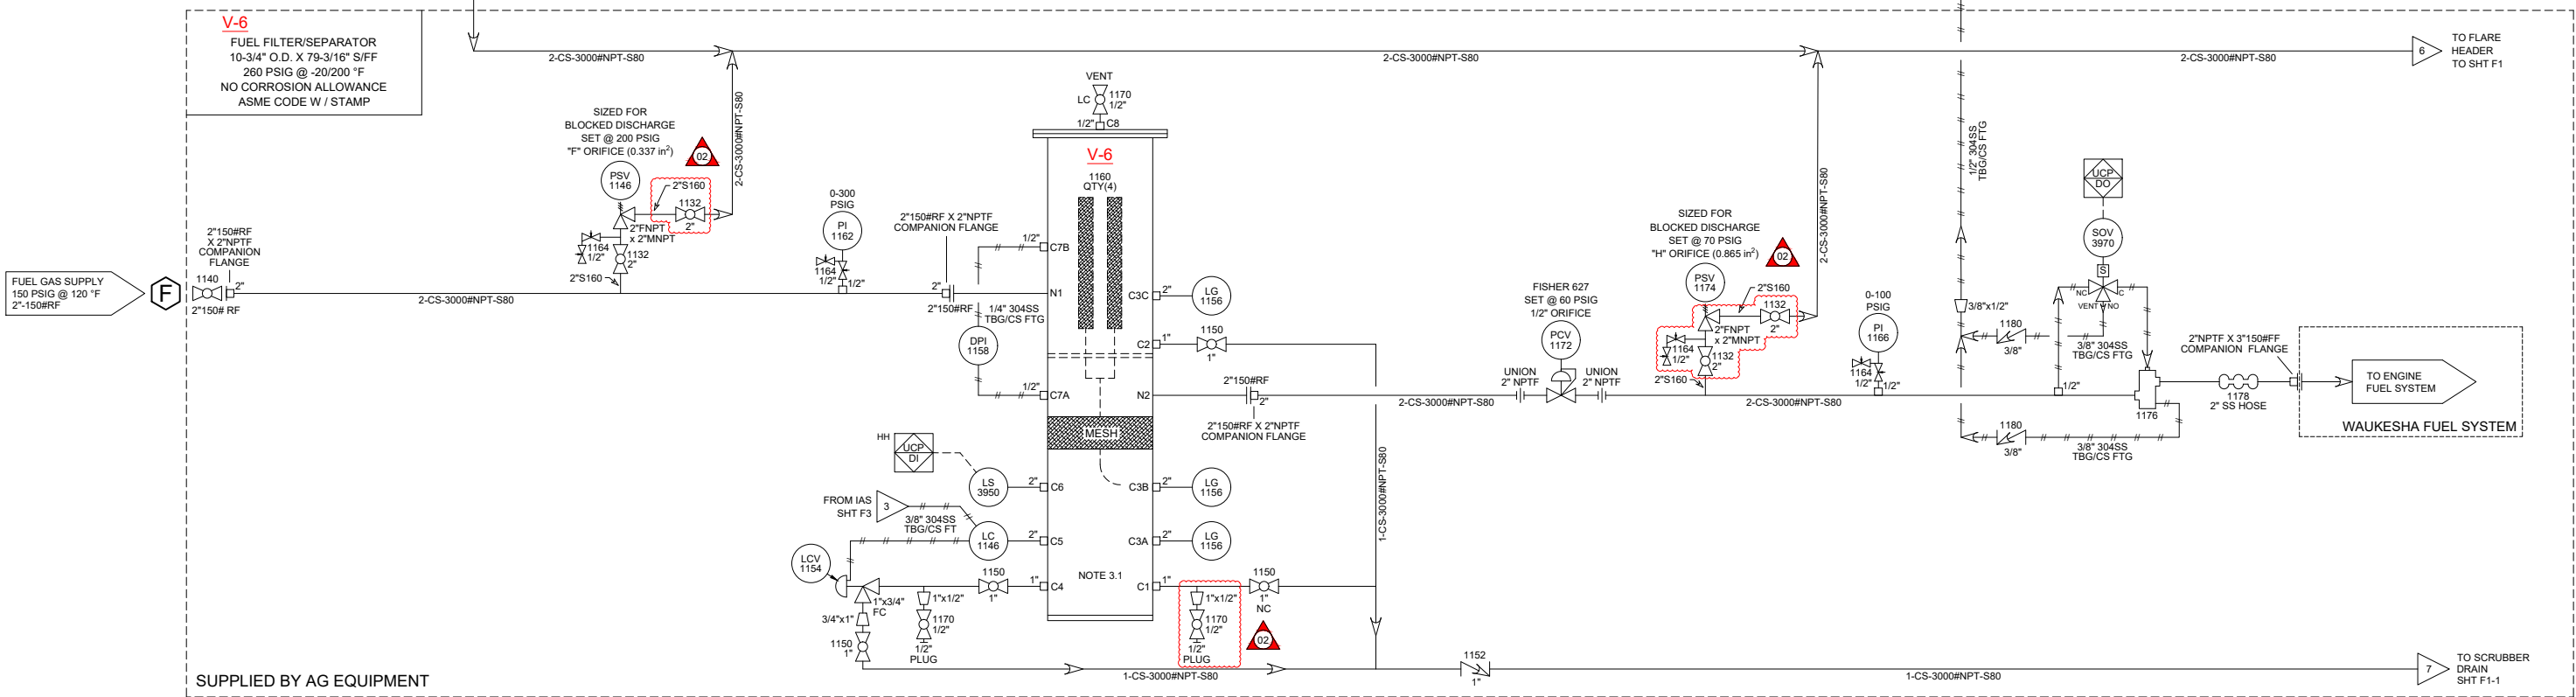 V-6
FUEL FILTER/SEPARATOR
10-3/4" O.D. X 79-3/16" S/FF
260 PSIG @ -20/200 °F
NO CORROSION ALLOWANCE
ASME CODE W / STAMP
2-CS-3000#NPT-S80
2-CS-3000#NPT-S80
2-CS-3000#NPT-S80
6
TO FLARE
HEADER
TO SHT F1
SIZED FOR
BLOCKED DISCHARGE
SET @ 200 PSIG
"F" ORIFICE (0.337 in²)
02
PSV
1146
2"S160
1132
2"
2"FNPT
x 2"MNPT
1164
1/2"
1132
2"
2"S160
2-CS-3000#NPT-S80
FUEL GAS SUPPLY
150 PSIG @ 120 °F
2"-150#RF
F
2"150#RF
X 2"NPTF
COMPANION
FLANGE
1140
2"
2"150# RF
2-CS-3000#NPT-S80
0-300
PSIG
PI
1162
1164
1/2"
1/2"
2"150#RF X 2"NPTF
COMPANION FLANGE
2"
2"150#RF
1/4" 304SS
TBG/CS FTG
DPI
1158
1/2"
C7B
N1
1/2"
C7A
VENT
LC
1170
1/2"
1/2"
C8
V-6
1160
QTY(4)
MESH
NOTE 3.1
C3C
2"
LG
1156
C2
1"
1150
1"
N2
2"150#RF
2"
2"150#RF X 2"NPTF
COMPANION FLANGE
2-CS-3000#NPT-S80
C3B
2"
LG
1156
C3A
2"
LG
1156
C1
1"
1"x1/2"
1170
1/2"
1/2"
PLUG
02
1150
1"
NC
1-CS-3000#NPT-S80
HH
UCP
DI
LS
3950
2"
C6
FROM IAS
SHT F3
3
3/8" 304SS
TBG/CS FT
LC
1146
2"
C5
LCV
1154
1"x3/4"
FC
3/4"x1"
1150
1"
1"x1/2"
1170
1/2"
1/2"
PLUG
1150
1"
1"
C4
1-CS-3000#NPT-S80
1152
1"
1-CS-3000#NPT-S80
7
TO SCRUBBER
DRAIN
SHT F1-1
FISHER 627
SET @ 60 PSIG
1/2" ORIFICE
PCV
1172
UNION
2" NPTF
UNION
2" NPTF
SIZED FOR
BLOCKED DISCHARGE
SET @ 70 PSIG
"H" ORIFICE (0.865 in²)
02
PSV
1174
2"S160
1132
2"
2"FNPT
x 2"MNPT
1164
1/2"
1132
2"
2"S160
2-CS-3000#NPT-S80
2-CS-3000#NPT-S80
0-100
PSIG
PI
1166
1164
1/2"
1/2"
1/2" 304SS
TBG/CS FTG
3/8"x1/2"
1180
3/8"
3/8" 304SS
TBG/CS FTG
UCP
DO
SOV
3970
S
NC
C
VENT
NO
1/2"
1176
1180
3/8"
3/8" 304SS
TBG/CS FTG
1178
2" SS HOSE
2"NPTF X 3"150#FF
COMPANION FLANGE
TO ENGINE
FUEL SYSTEM
WAUKESHA FUEL SYSTEM
SUPPLIED BY AG EQUIPMENT